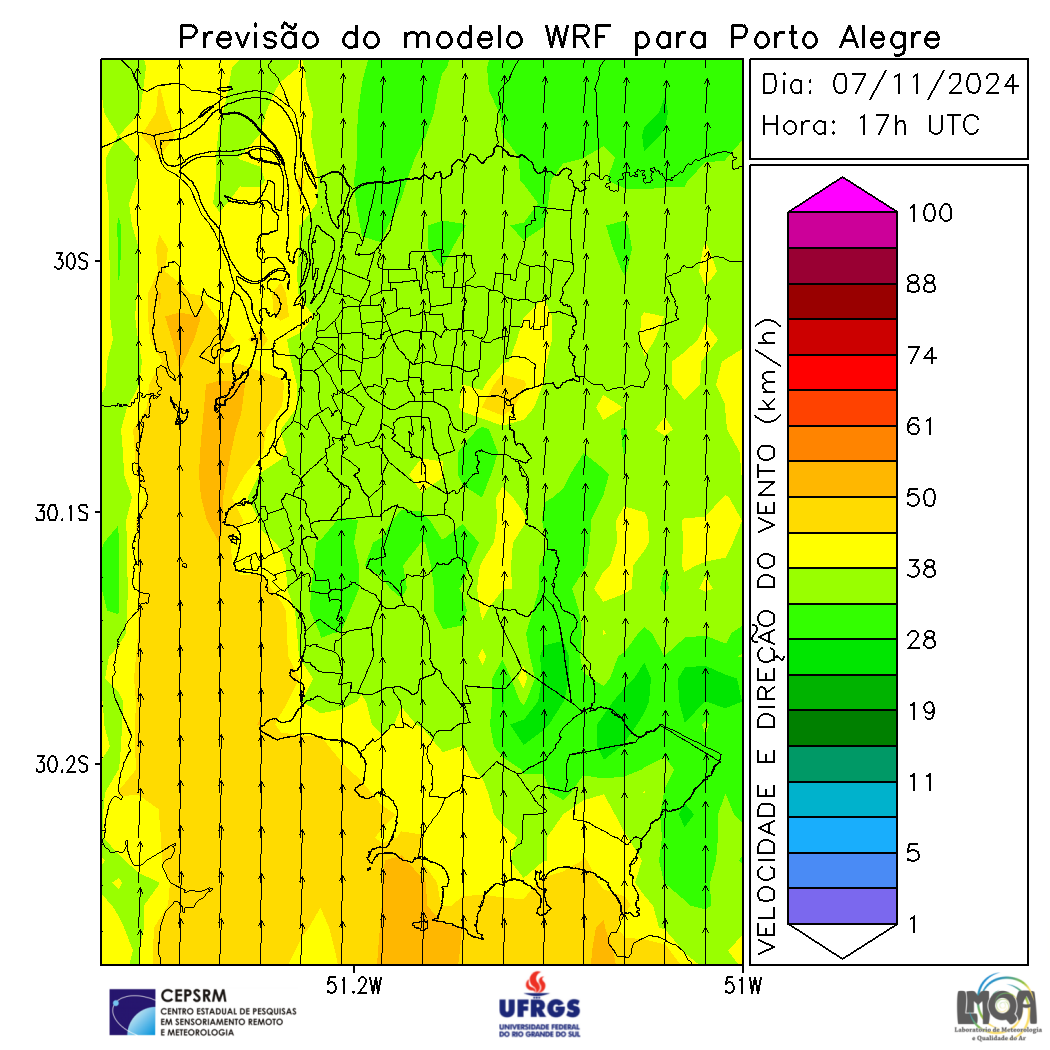 Previsão do modelo WRF para Porto Alegre
Dia: 07/11/2024
Hora: 17h UTC
30S
30.1S
30.2S
51.2W
51W
VELOCIDADE E DIREÇÃO DO VENTO (km/h)
100
88
74
61
50
38
28
19
11
5
1
CEPSRM
CENTRO ESTADUAL DE PESQUISAS
EM SENSORIAMENTO REMOTO
E METEOROLOGIA
UFRGS
UNIVERSIDADE FEDERAL
DO RIO GRANDE DO SUL
LMQA
Laboratório de Meteorologia
e Qualidade do Ar